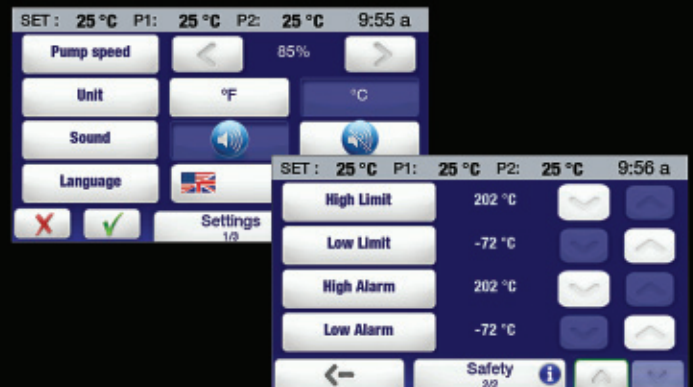 SET : 25 °C P1: 25 °C P2: 25 °C 9:55 a
Pump speed 85%
Unit °F °C
Sound
Language
Settings
1/3
SET : 25 °C P1: 25 °C P2: 25 °C 9:56 a
High Limit 202 °C
Low Limit -72 °C
High Alarm 202 °C
Low Alarm -72 °C
Safety
2/2